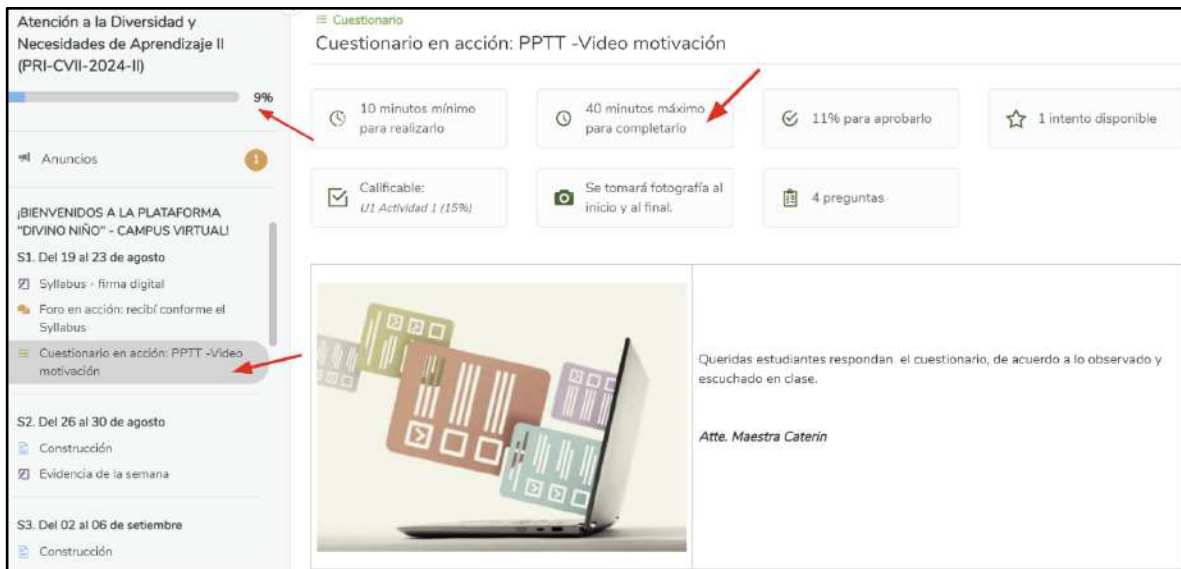 Atención a la Diversidad y
Necesidades de Aprendizaje II
(PRI-CVII-2024-II)
9%
Anuncios
1
¡BIENVENIDOS A LA PLATAFORMA
"DIVINO NIÑO" - CAMPUS VIRTUAL!
S1. Del 19 al 23 de agosto
Syllabus - firma digital
Foro en acción: recibí conforme el
Syllabus
Cuestionario en acción: PPTT -Video
motivación
S2. Del 26 al 30 de agosto
Construcción
Evidencia de la semana
S3. Del 02 al 06 de setiembre
Construcción
Cuestionario
Cuestionario en acción: PPTT -Video motivación
10 minutos mínimo
para realizarlo
40 minutos máximo
para completarlo
11% para aprobarlo
1 intento disponible
Calificable:
U1 Actividad 1 (15%)
Se tomará fotografía al
inicio y al final.
4 preguntas
Queridas estudiantes respondan el cuestionario, de acuerdo a lo observado y
escuchado en clase.
Atte. Maestra Caterin